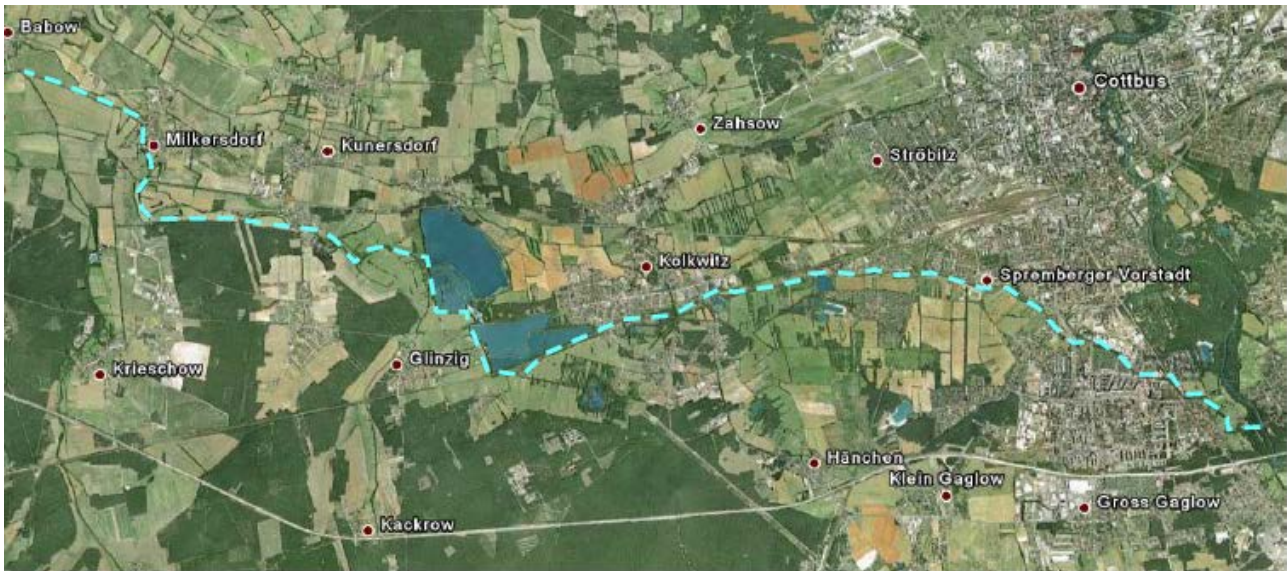 Babow
Cottbus
Zahsow
Milkersdorf
Kunersdorf
Ströbitz
Kolkwitz
Spremberger Vorstadt
Glinzig
Krieschow
Hänchen
Klein Gaglow
Gross Gaglow
Kackrow